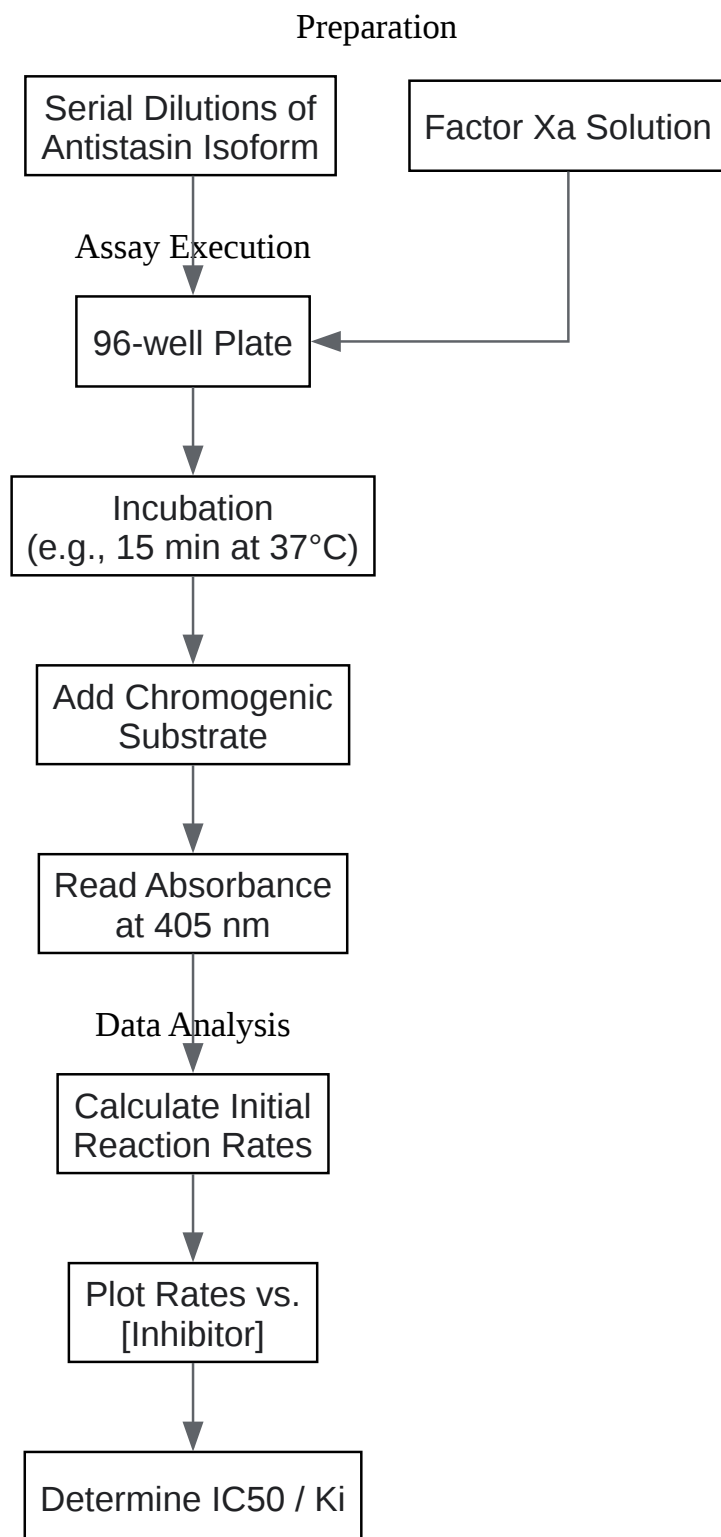 Preparation
Serial Dilutions of
Antistasin Isoform
Factor Xa Solution
Assay Execution
96-well Plate
Incubation
(e.g., 15 min at 37°C)
Add Chromogenic
Substrate
Read Absorbance
at 405 nm
Data Analysis
Calculate Initial
Reaction Rates
Plot Rates vs.
[Inhibitor]
Determine IC50 / Ki